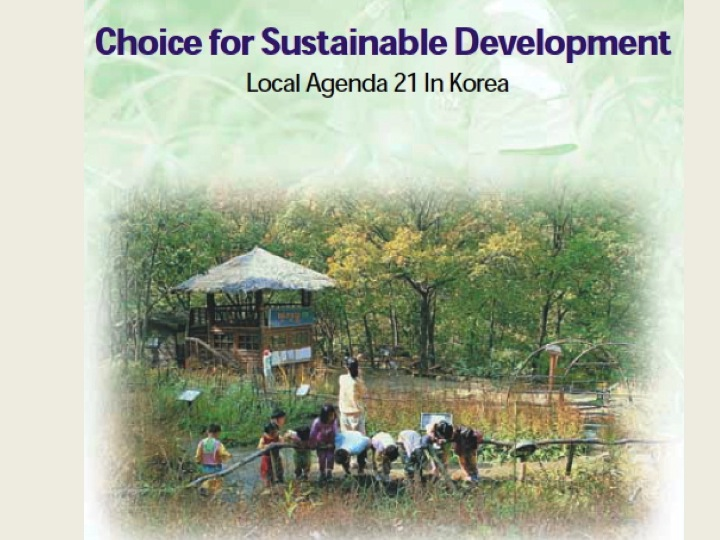 Choice for Sustainable Development
Local Agenda 21 In Korea